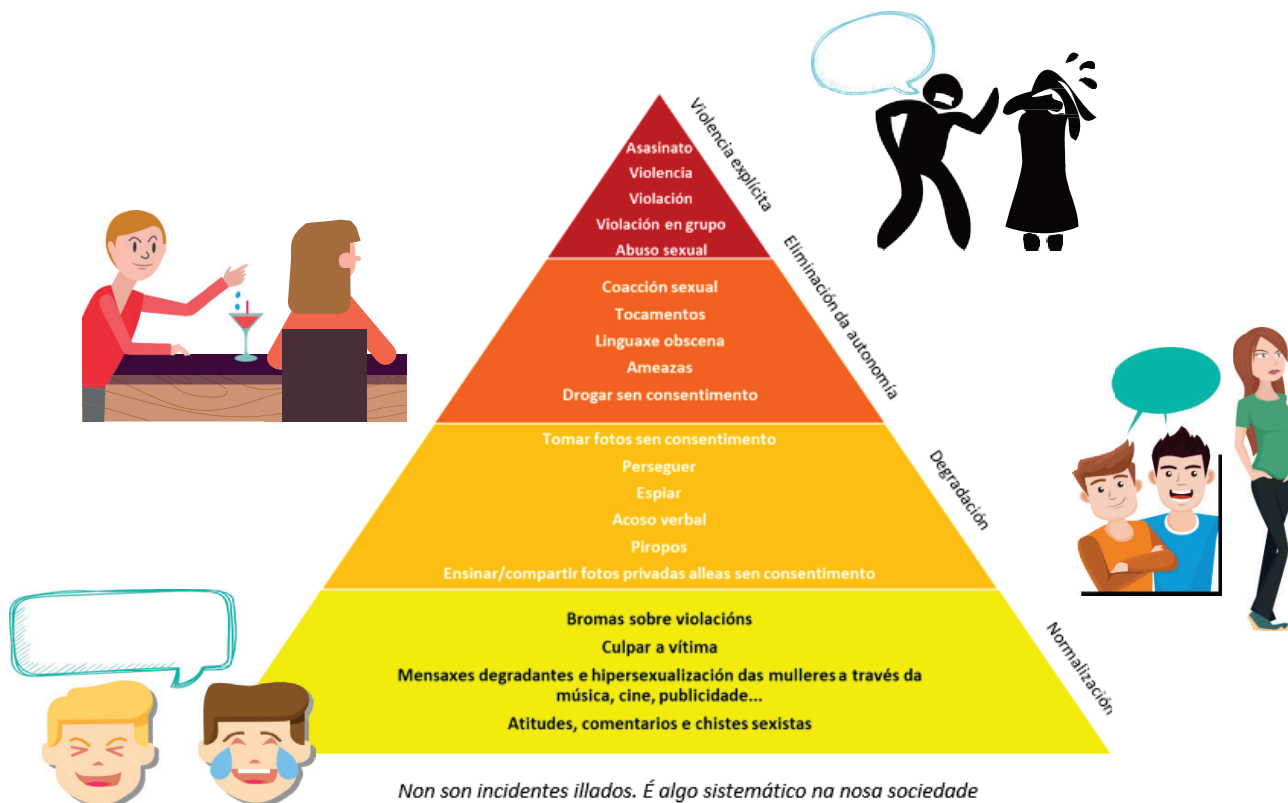 Violencia explícita
Asasinato
Violencia
Violación
Violación en grupo
Abuso sexual
Eliminación da autonomía
Coacción sexual
Tocamentos
Linguaxe obscena
Ameazas
Drogar sen consentimento
Degradación
Tomar fotos sen consentimento
Perseguer
Espiar
Acoso verbal
Piropos
Ensinar/compartir fotos privadas alleas sen consentimento
Normalización
Bromas sobre violacións
Culpar a vítima
Mensaxes degradantes e hipersexualización das mulleres a través da
música, cine, publicidade...
Atitudes, comentarios e chistes sexistas
Non son incidentes illados. É algo sistemático na nosa sociedade